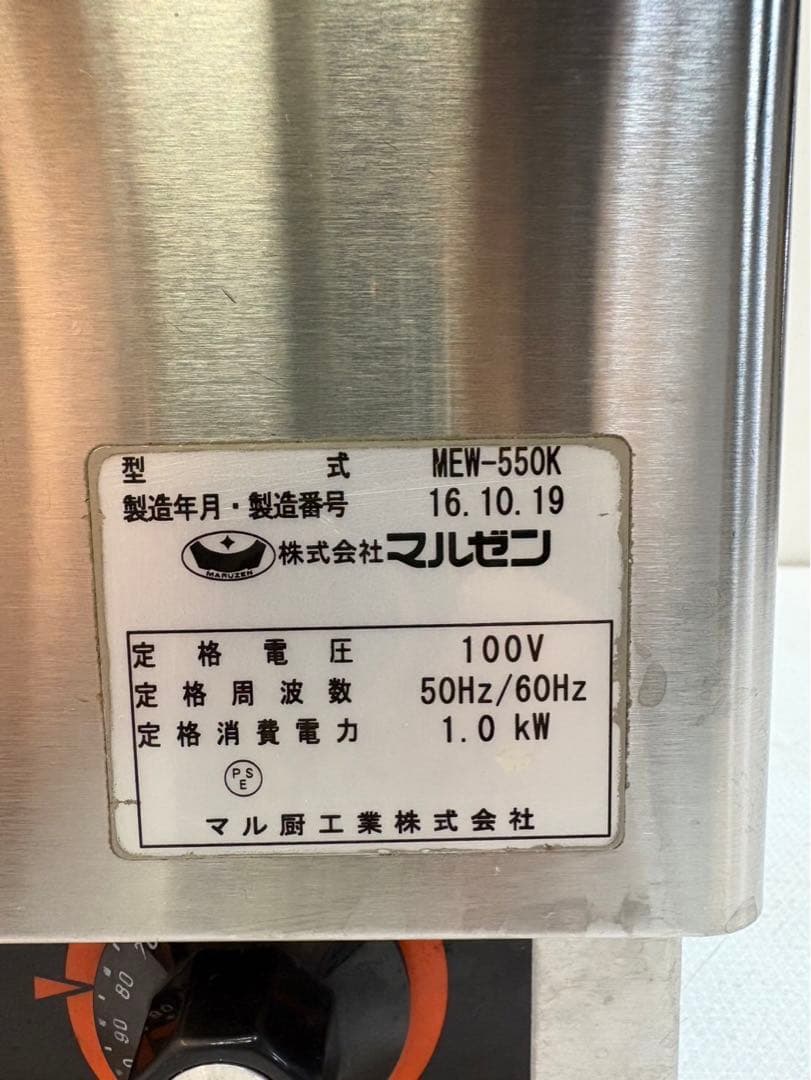 型式 MEW-550K
製造年月・製造番号 16.10.19
MARUZEN 株式会社マルゼン
定格電圧 100V
定格周波数 50Hz/60Hz
定格消費電力 1.0 kW
PSE
マル厨工業株式会社
80
90